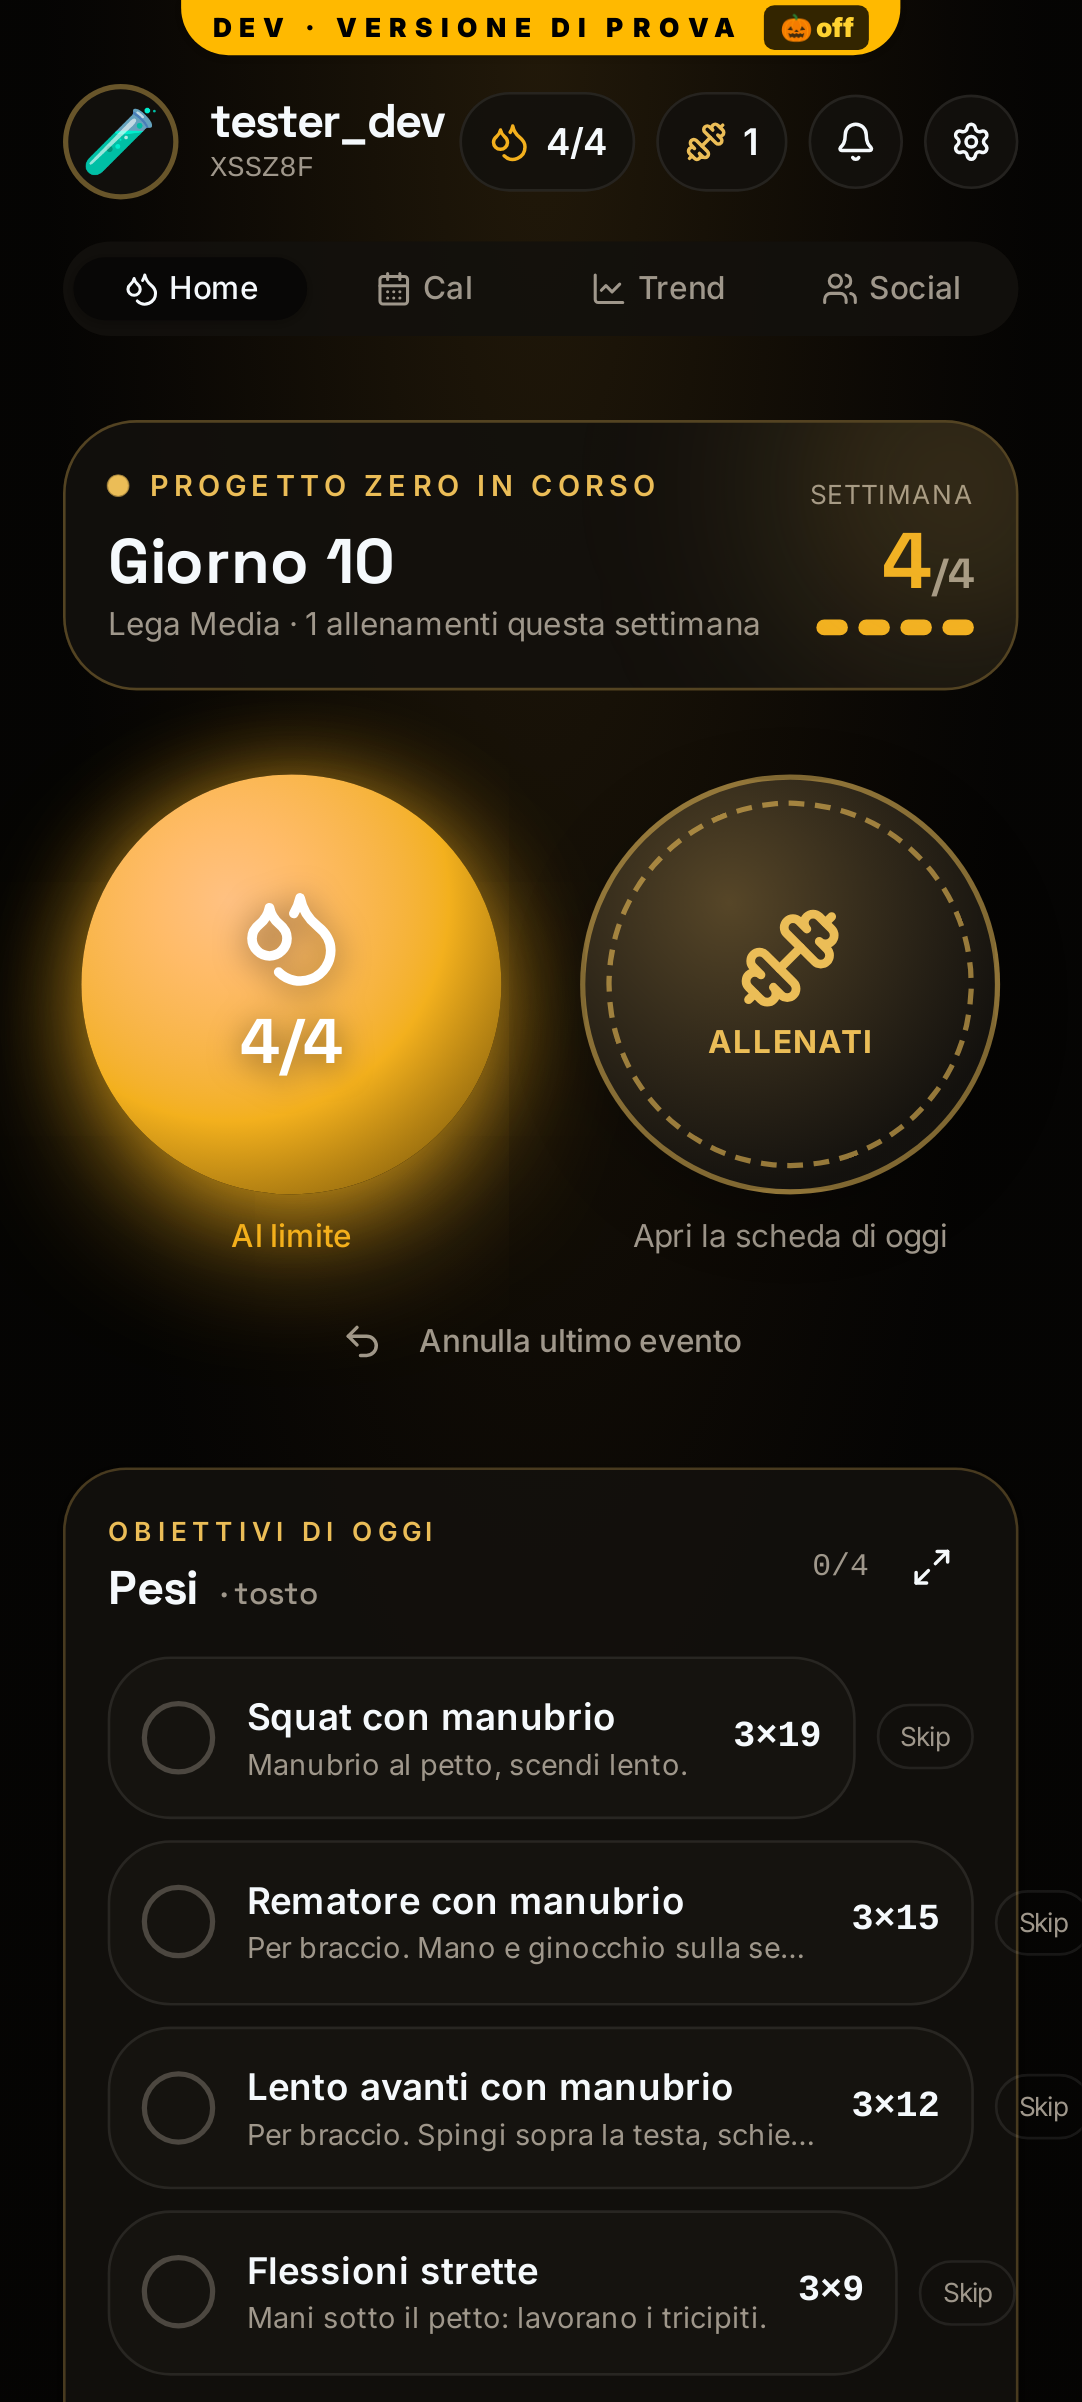 DEV · VERSIONE DI PROVA 🎃 off
tester_dev
XSSZ8F
4/4
1
Home
Cal
Trend
Social
PROGETTO ZERO IN CORSO
Giorno 10
Lega Media · 1 allenamenti questa settimana
SETTIMANA
4/4
4/4
Al limite
ALLENATI
Apri la scheda di oggi
Annulla ultimo evento
OBIETTIVI DI OGGI
Pesi · tosto
0/4
Squat con manubrio
Manubrio al petto, scendi lento.
3×19
Skip
Rematore con manubrio
Per braccio. Mano e ginocchio sulla se...
3×15
Skip
Lento avanti con manubrio
Per braccio. Spingi sopra la testa, schie...
3×12
Skip
Flessioni strette
Mani sotto il petto: lavorano i tricipiti.
3×9
Skip